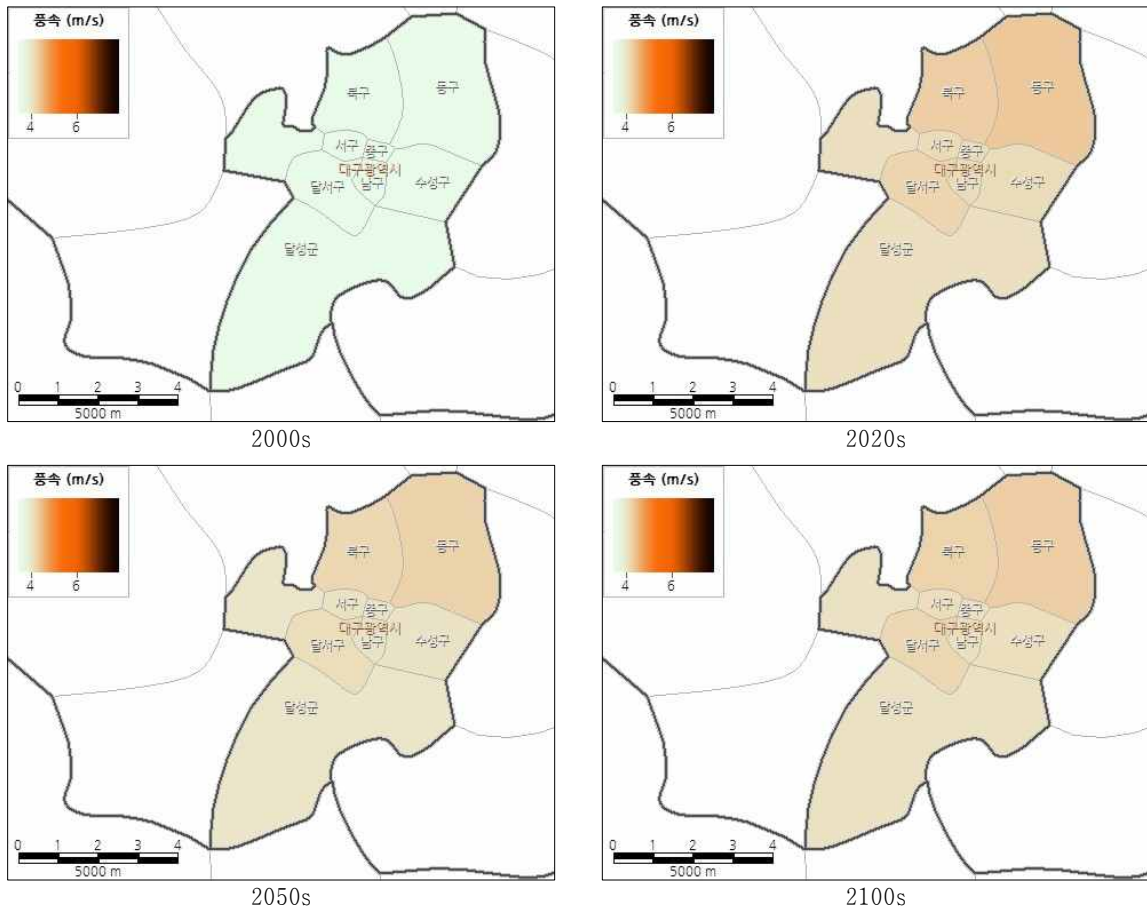 풍속 (m/s)
4 6
북구
동구
서구
중구
대구광역시
달서구
남구
수성구
달성군
0 1 2 3 4
5000 m
2000s
풍속 (m/s)
4 6
북구
동구
서구
중구
대구광역시
달서구
남구
수성구
달성군
0 1 2 3 4
5000 m
2020s
풍속 (m/s)
4 6
북구
동구
서구
중구
대구광역시
달서구
남구
수성구
달성군
0 1 2 3 4
5000 m
2050s
풍속 (m/s)
4 6
북구
동구
서구
중구
대구광역시
달서구
남구
수성구
달성군
0 1 2 3 4
5000 m
2100s